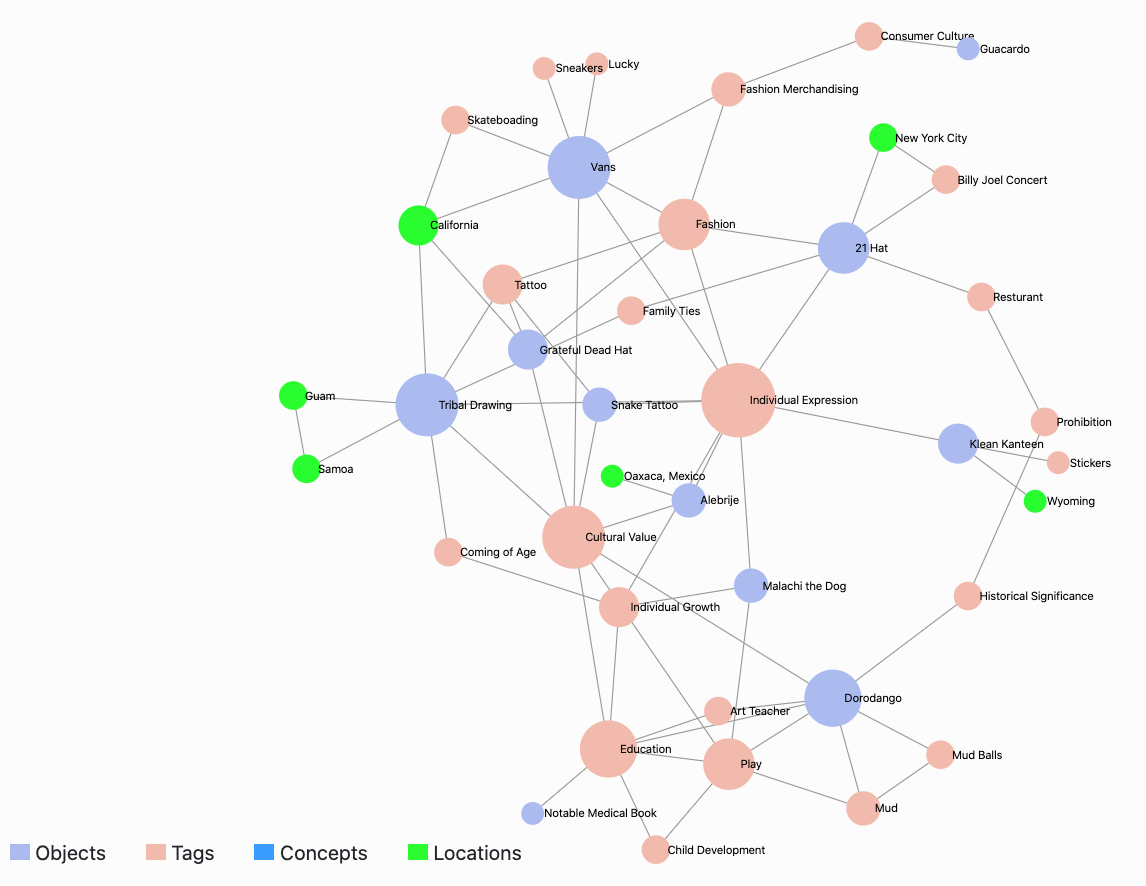 Consumer Culture
Guacardo
Sneakers
Lucky
Fashion Merchandising
Skateboading
New York City
Vans
Billy Joel Concert
California
Fashion
21 Hat
Tattoo
Resturant
Family Ties
Grateful Dead Hat
Guam
Tribal Drawing
Snake Tattoo
Individual Expression
Prohibition
Klean Kanteen
Stickers
Samoa
Oaxaca, Mexico
Alebrije
Wyoming
Cultural Value
Coming of Age
Malachi the Dog
Historical Significance
Individual Growth
Dorodango
Art Teacher
Education
Mud Balls
Play
Mud
Notable Medical Book
Child Development
Objects
Tags
Concepts
Locations